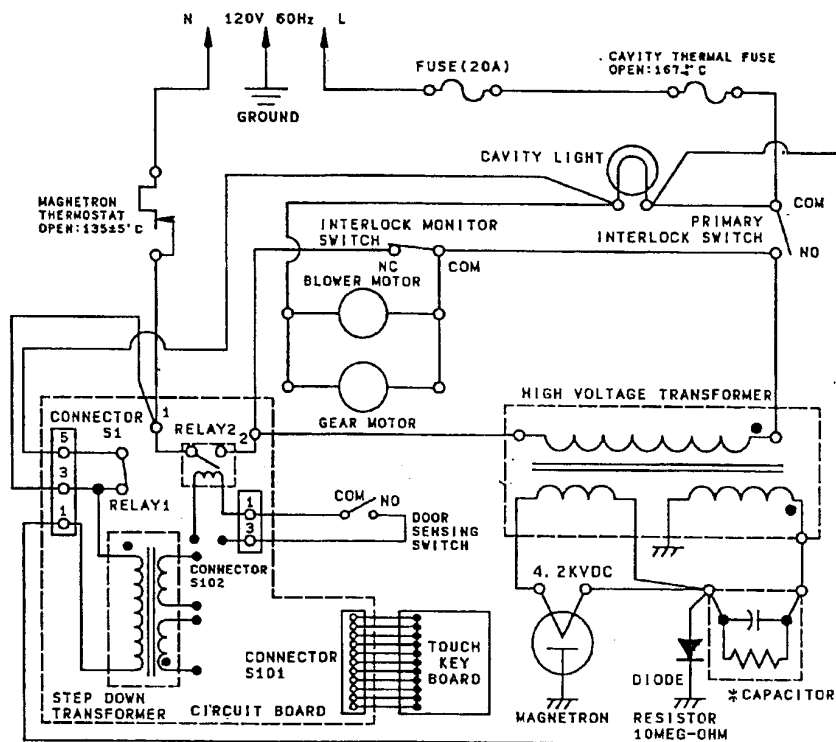 N 120V 60Hz L
GROUND
FUSE(20A)
.CAVITY THERMAL FUSE
OPEN:167 °C
CAVITY LIGHT
MAGNETRON
THERMOSTAT
OPEN:135±5°C
INTERLOCK MONITOR
SWITCH
NC
COM
COM
PRIMARY
INTERLOCK SWITCH
NO
BLOWER MOTOR
GEAR MOTOR
HIGH VOLTAGE TRANSFORMER
CONNECTOR
S1
1
RELAY2
2
5
3
1
RELAY1
1
3
COM NO
DOOR
SENSING
SWITCH
CONNECTOR
S102
4.2KVDC
CONNECTOR
S101
TOUCH
KEY
BOARD
STEP DOWN
TRANSFORMER
CIRCUIT BOARD
MAGNETRON
DIODE
*CAPACITOR
RESISTOR
10MEG-OHM